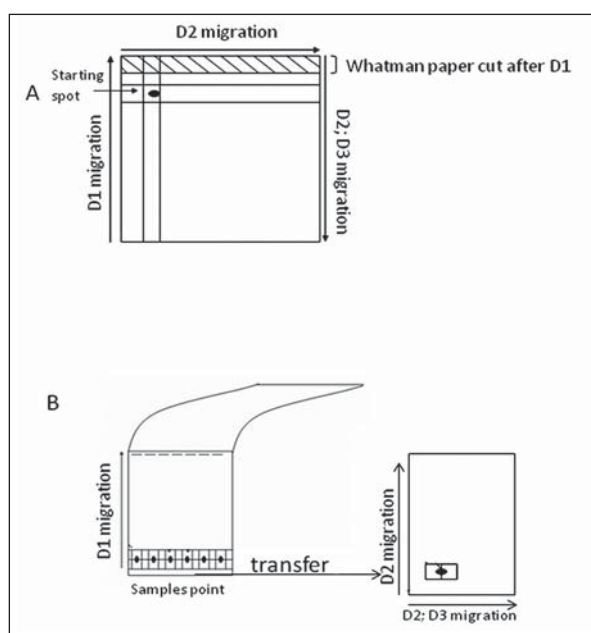 D2 migration
Whatman paper cut after D1
Starting
spot
A
D1 migration
D2; D3 migration
B
D1 migration
Samples point
transfer
D2 migration
D2; D3 migration